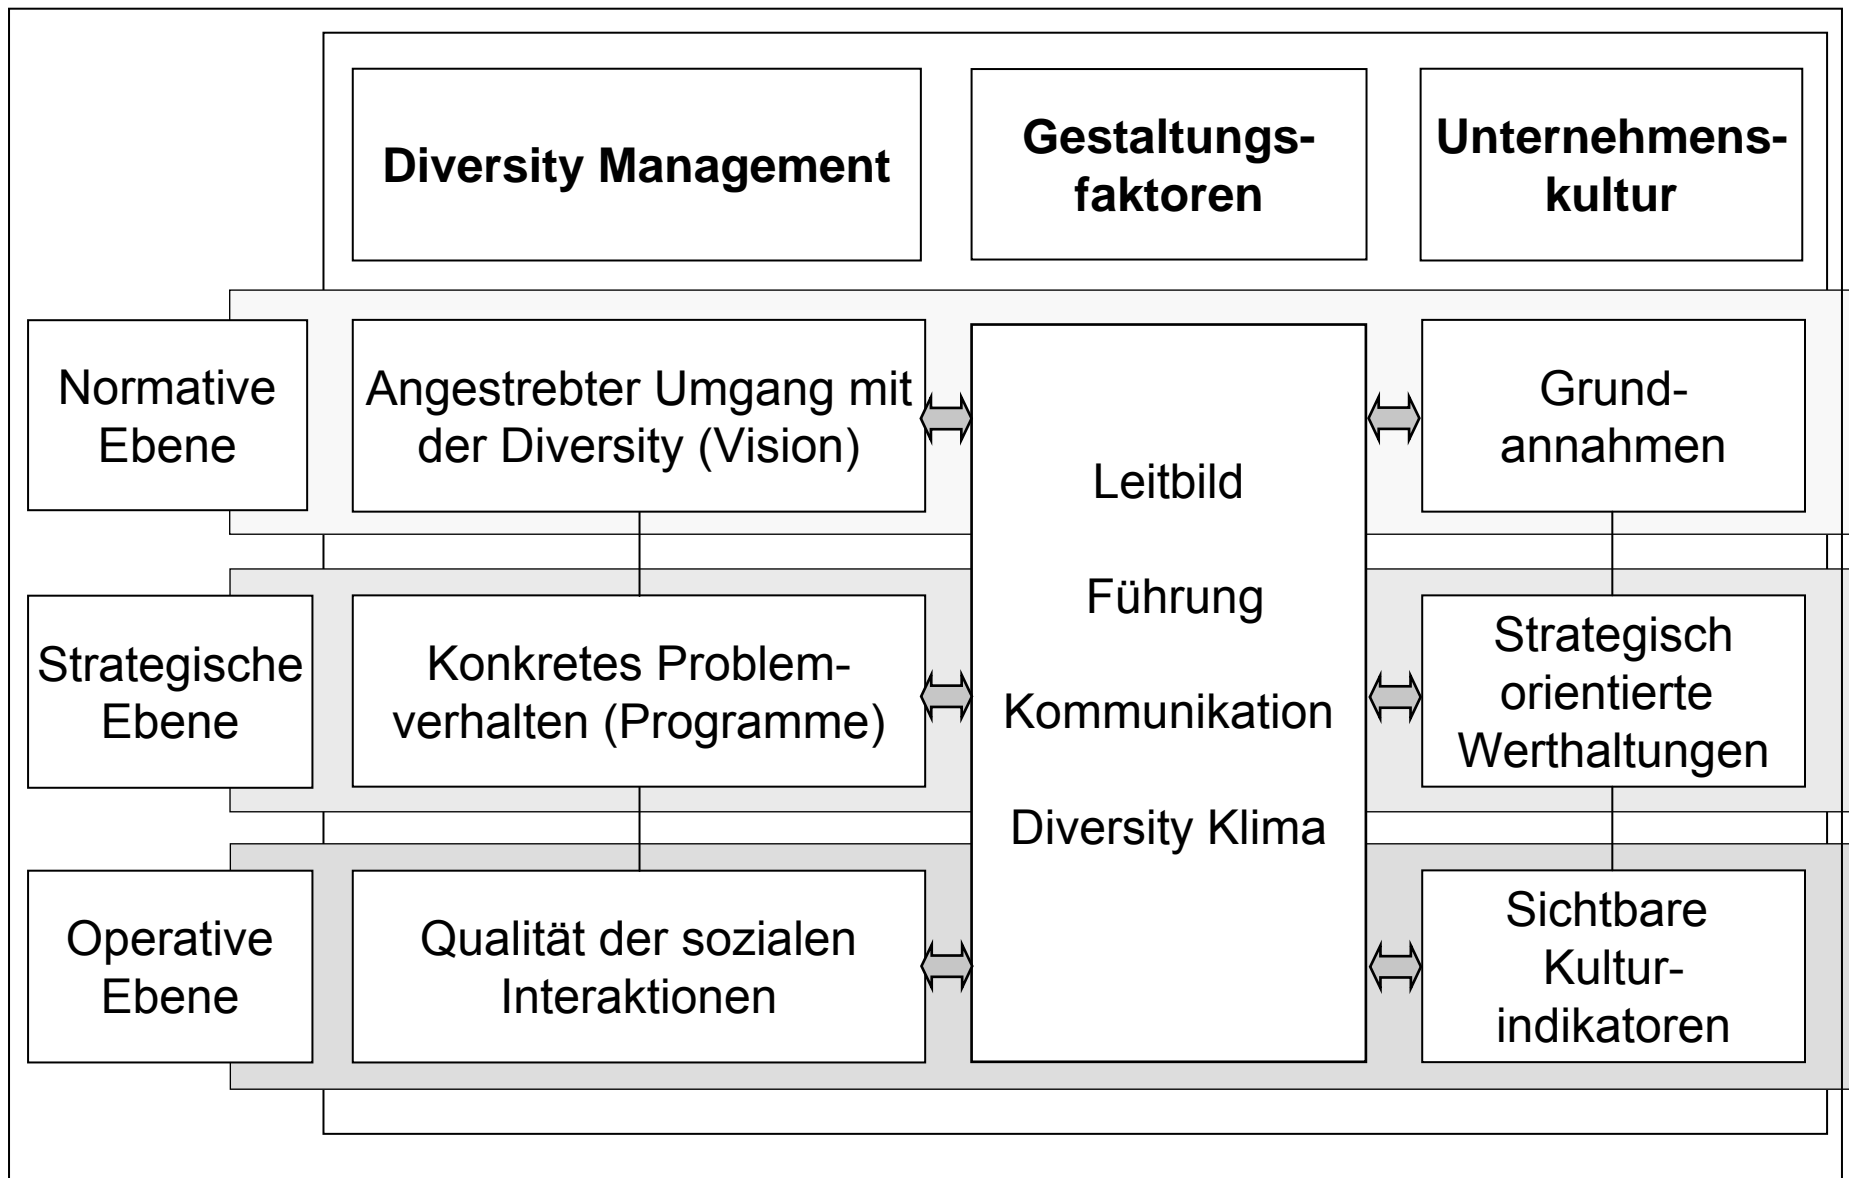 Diversity Management
Gestaltungs-
faktoren
Unternehmens-
kultur
Normative
Ebene
Angestrebter Umgang mit
der Diversity (Vision)
Grund-
annahmen
Leitbild
Führung
Kommunikation
Diversity Klima
Strategische
Ebene
Konkretes Problem-
verhalten (Programme)
Strategisch
orientierte
Werthaltungen
Operative
Ebene
Qualität der sozialen
Interaktionen
Sichtbare
Kultur-
indikatoren